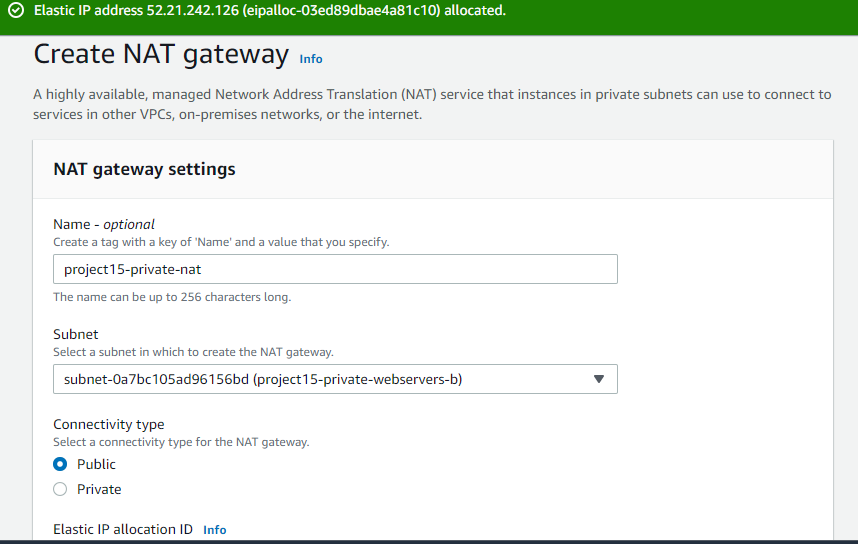 Elastic IP address 52.21.242.126 (eipalloc-03ed89dbae4a81c10) allocated.
Create NAT gateway Info
A highly available, managed Network Address Translation (NAT) service that instances in private subnets can use to connect to
services in other VPCs, on-premises networks, or the internet.
NAT gateway settings
Name - optional
Create a tag with a key of 'Name' and a value that you specify.
project15-private-nat
The name can be up to 256 characters long.
Subnet
Select a subnet in which to create the NAT gateway.
subnet-0a7bc105ad96156bd (project15-private-webservers-b)
Connectivity type
Select a connectivity type for the NAT gateway.
Public
Private
Elastic IP allocation ID Info